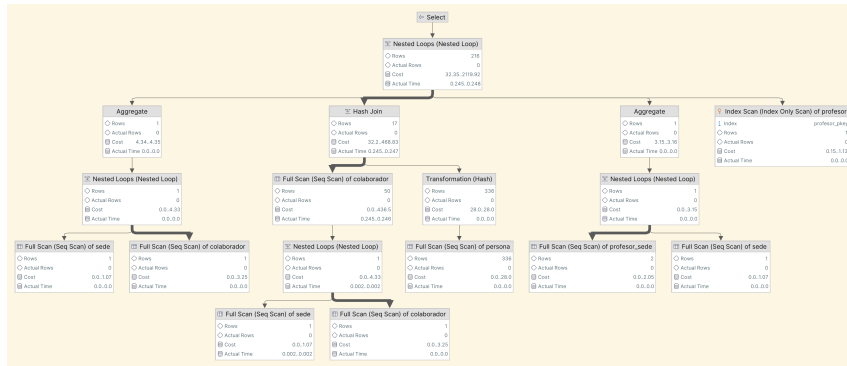 Select
Nested Loops (Nested Loop)
Rows 216
Actual Rows 0
Cost 32.35..2119.92
Actual Time 0.245..0.248
Aggregate
Rows 1
Actual Rows 0
Cost 4.34..4.35
Actual Time 0.0..0.0
Hash Join
Rows 17
Actual Rows 0
Cost 32.2..468.83
Actual Time 0.245..0.247
Aggregate
Rows 1
Actual Rows 0
Cost 3.15..3.16
Actual Time 0.0..0.0
Index Scan (Index Only Scan) of profesor
Index profesor_pkey
Rows 1
Actual Rows 0
Cost 0.15..1.13
Actual Time 0.0..0.0
Nested Loops (Nested Loop)
Rows 1
Actual Rows 0
Cost 0.0..4.33
Actual Time 0.0..0.0
Full Scan (Seq Scan) of colaborador
Rows 50
Actual Rows 0
Cost 0.0..436.5
Actual Time 0.245..0.246
Transformation (Hash)
Rows 336
Actual Rows 0
Cost 28.0..28.0
Actual Time 0.0..0.0
Nested Loops (Nested Loop)
Rows 1
Actual Rows 0
Cost 0.0..3.15
Actual Time 0.0..0.0
Full Scan (Seq Scan) of sede
Rows 1
Actual Rows 0
Cost 0.0..1.07
Actual Time 0.0..0.0
Full Scan (Seq Scan) of colaborador
Rows 1
Actual Rows 0
Cost 0.0..3.25
Actual Time 0.0..0.0
Nested Loops (Nested Loop)
Rows 1
Actual Rows 0
Cost 0.0..4.33
Actual Time 0.002..0.002
Full Scan (Seq Scan) of persona
Rows 336
Actual Rows 0
Cost 0.0..28.0
Actual Time 0.0..0.0
Full Scan (Seq Scan) of profesor_sede
Rows 2
Actual Rows 0
Cost 0.0..2.05
Actual Time 0.0..0.0
Full Scan (Seq Scan) of sede
Rows 1
Actual Rows 0
Cost 0.0..1.07
Actual Time 0.0..0.0
Full Scan (Seq Scan) of sede
Rows 1
Actual Rows 0
Cost 0.0..1.07
Actual Time 0.002..0.002
Full Scan (Seq Scan) of colaborador
Rows 1
Actual Rows 0
Cost 0.0..3.25
Actual Time 0.0..0.0